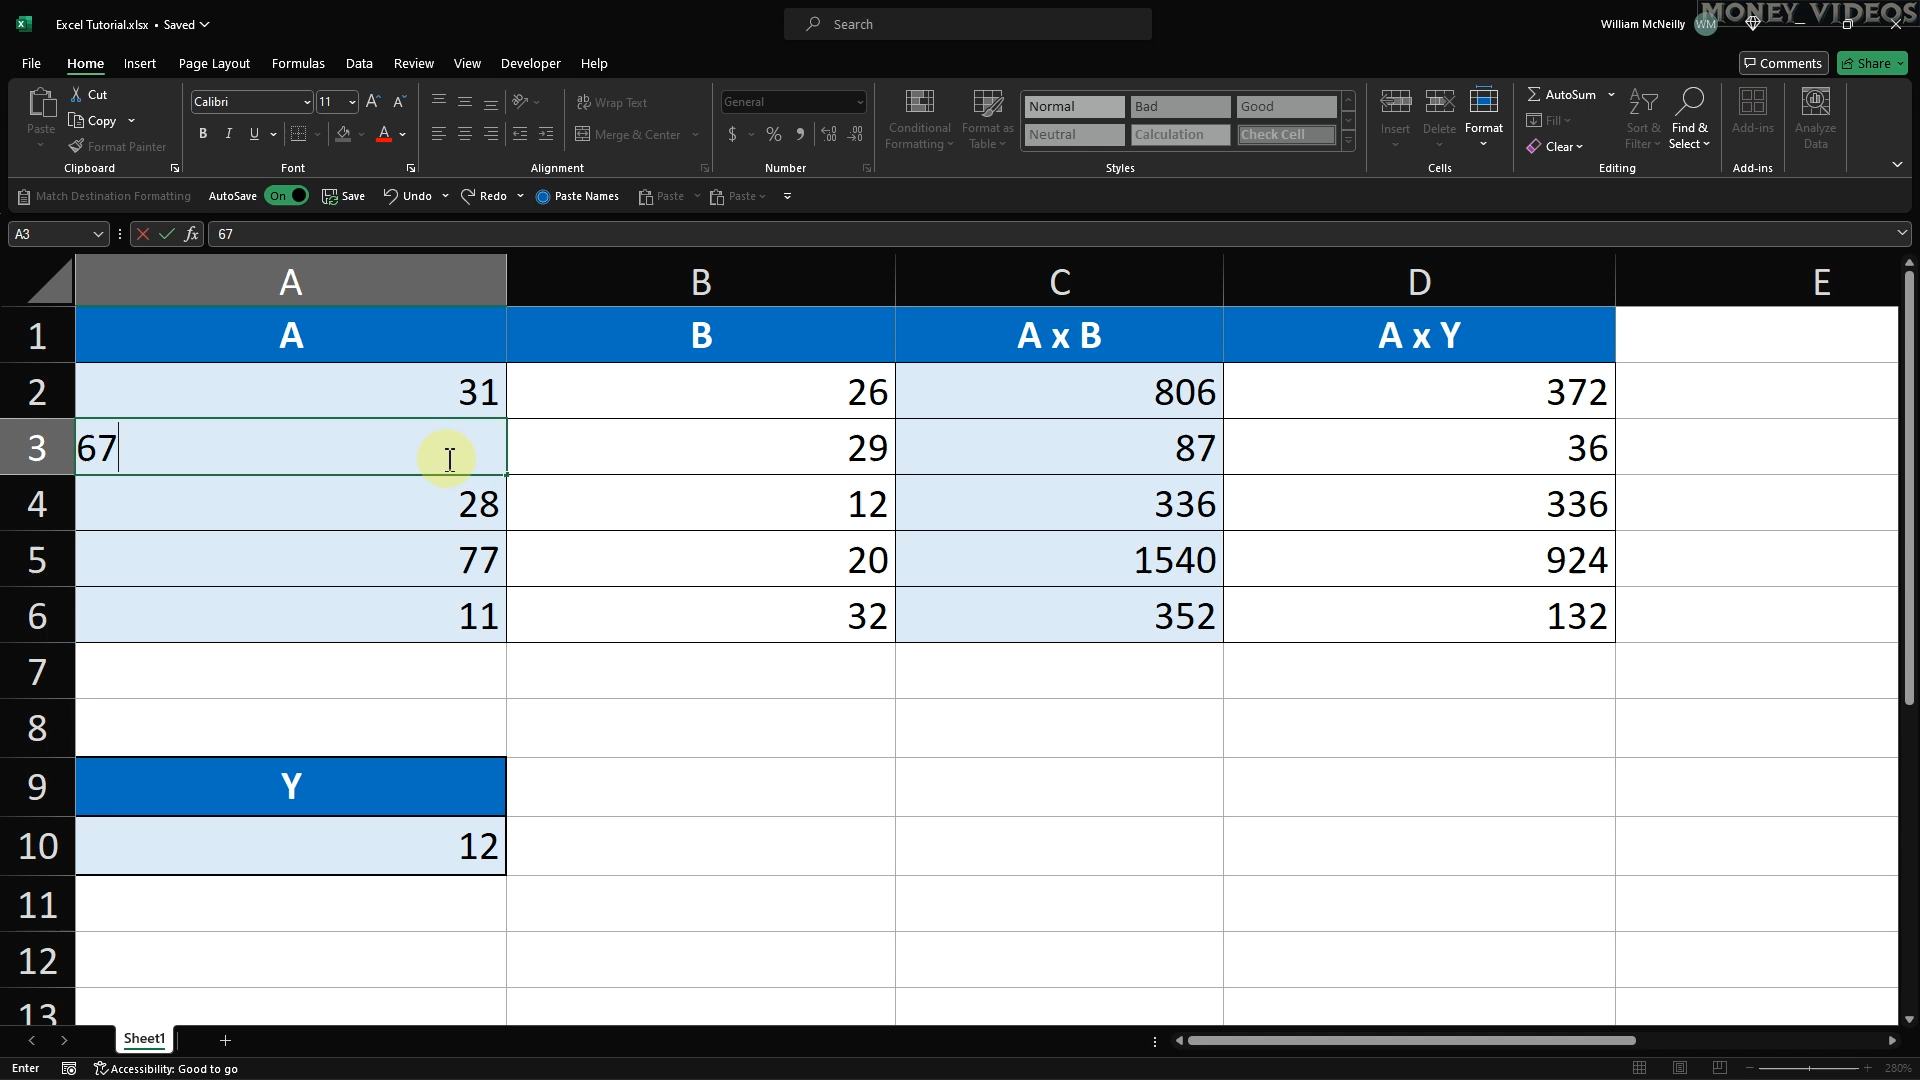 MONEY VIDEOS
Excel Tutorial.xlsx • Saved
Search
William McNeilly WM
File Home Insert Page Layout Formulas Data Review View Developer Help
Comments Share
Paste
Cut
Copy
Format Painter
Clipboard
Calibri 11
B I U
Font
Wrap Text
Merge & Center
Alignment
General
$ % ,
Number
Conditional Formatting
Format as Table
Normal Bad Good
Neutral Calculation Check Cell
Styles
Insert Delete Format
Cells
AutoSum
Fill
Clear
Sort & Filter
Find & Select
Editing
Add-ins
Add-ins
Analyze Data
Match Destination Formatting AutoSave On Save Undo Redo Paste Names Paste Paste
A3 fx 67
A B C D E
1 A B A x B A x Y
2 31 26 806 372
3 67 29 87 36
4 28 12 336 336
5 77 20 1540 924
6 11 32 352 132
7
8
9 Y
10 12
11
12
13
Sheet1
Enter Accessibility: Good to go 280%